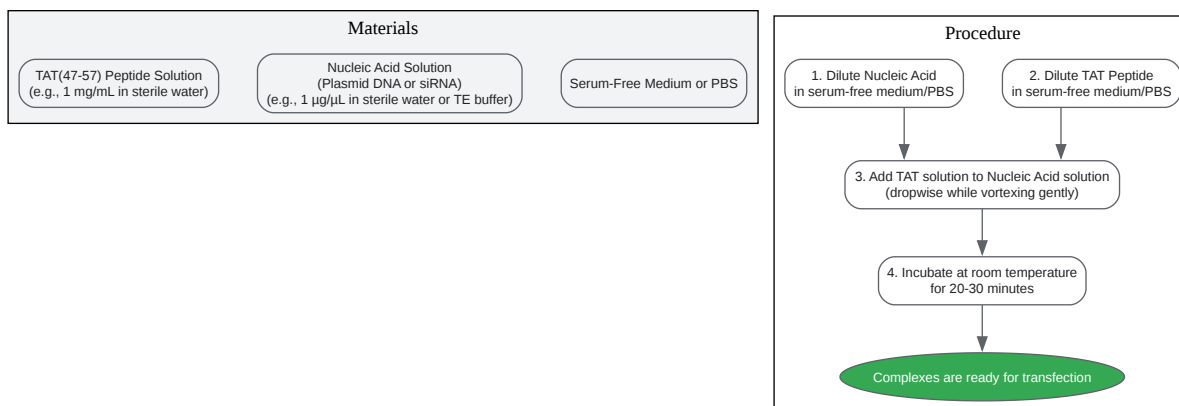 Materials
TAT(47-57) Peptide Solution
(e.g., 1 mg/mL in sterile water)
Nucleic Acid Solution
(Plasmid DNA or siRNA)
(e.g., 1 µg/µL in sterile water or TE buffer)
Serum-Free Medium or PBS
Procedure
1. Dilute Nucleic Acid
in serum-free medium/PBS
2. Dilute TAT Peptide
in serum-free medium/PBS
3. Add TAT solution to Nucleic Acid solution
(dropwise while vortexing gently)
4. Incubate at room temperature
for 20-30 minutes
Complexes are ready for transfection